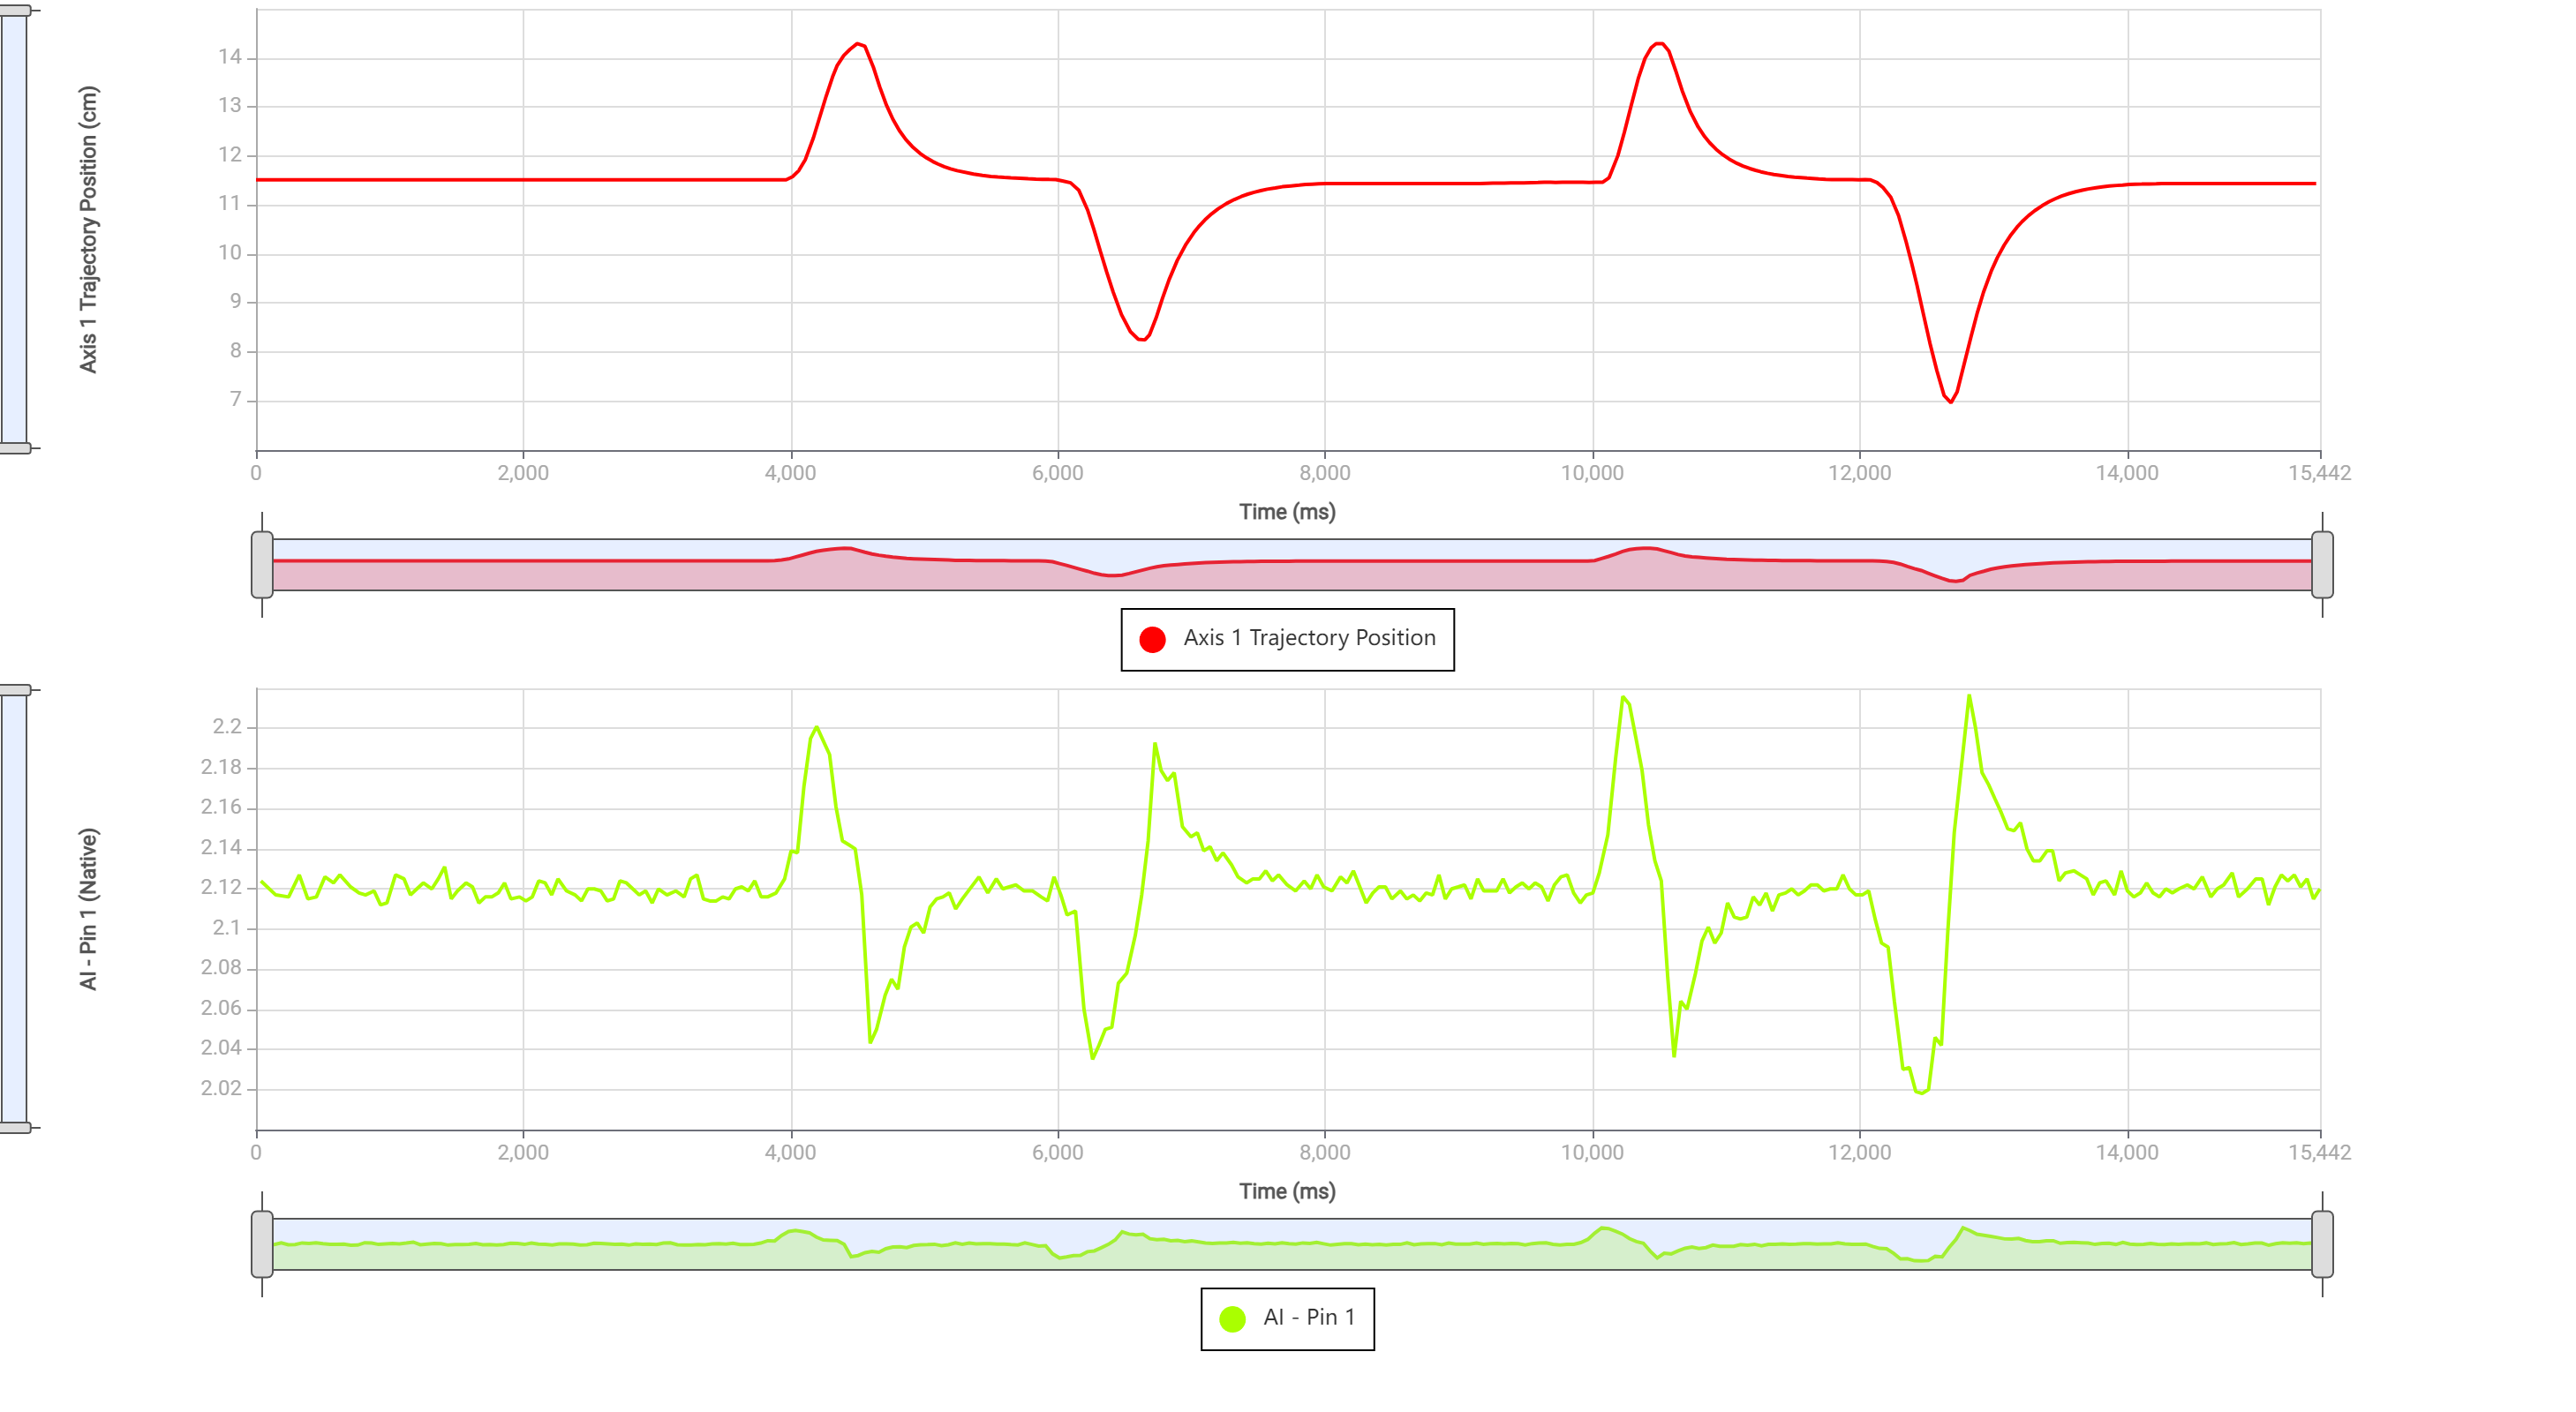 Axis 1 Trajectory Position (cm)
14
13
12
11
10
9
8
7
0 2,000 4,000 6,000 8,000 10,000 12,000 14,000 15,442
Time (ms)
Axis 1 Trajectory Position
AI - Pin 1 (Native)
2.2
2.18
2.16
2.14
2.12
2.1
2.08
2.06
2.04
2.02
0 2,000 4,000 6,000 8,000 10,000 12,000 14,000 15,442
Time (ms)
AI - Pin 1